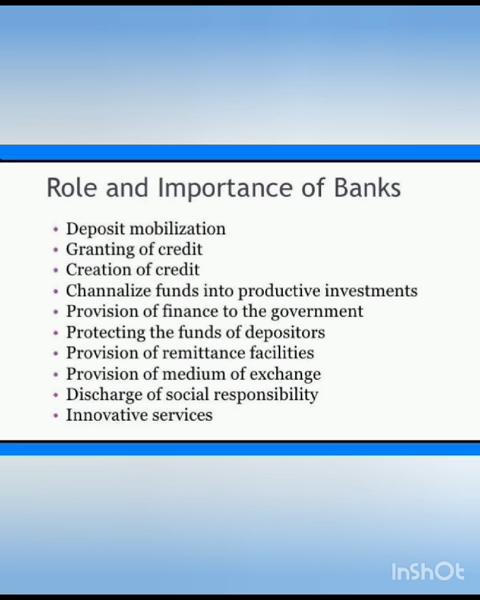 Role and Importance of Banks
• Deposit mobilization
• Granting of credit
• Creation of credit
• Channalize funds into productive investments
• Provision of finance to the government
• Protecting the funds of depositors
• Provision of remittance facilities
• Provision of medium of exchange
• Discharge of social responsibility
• Innovative services
InShOt